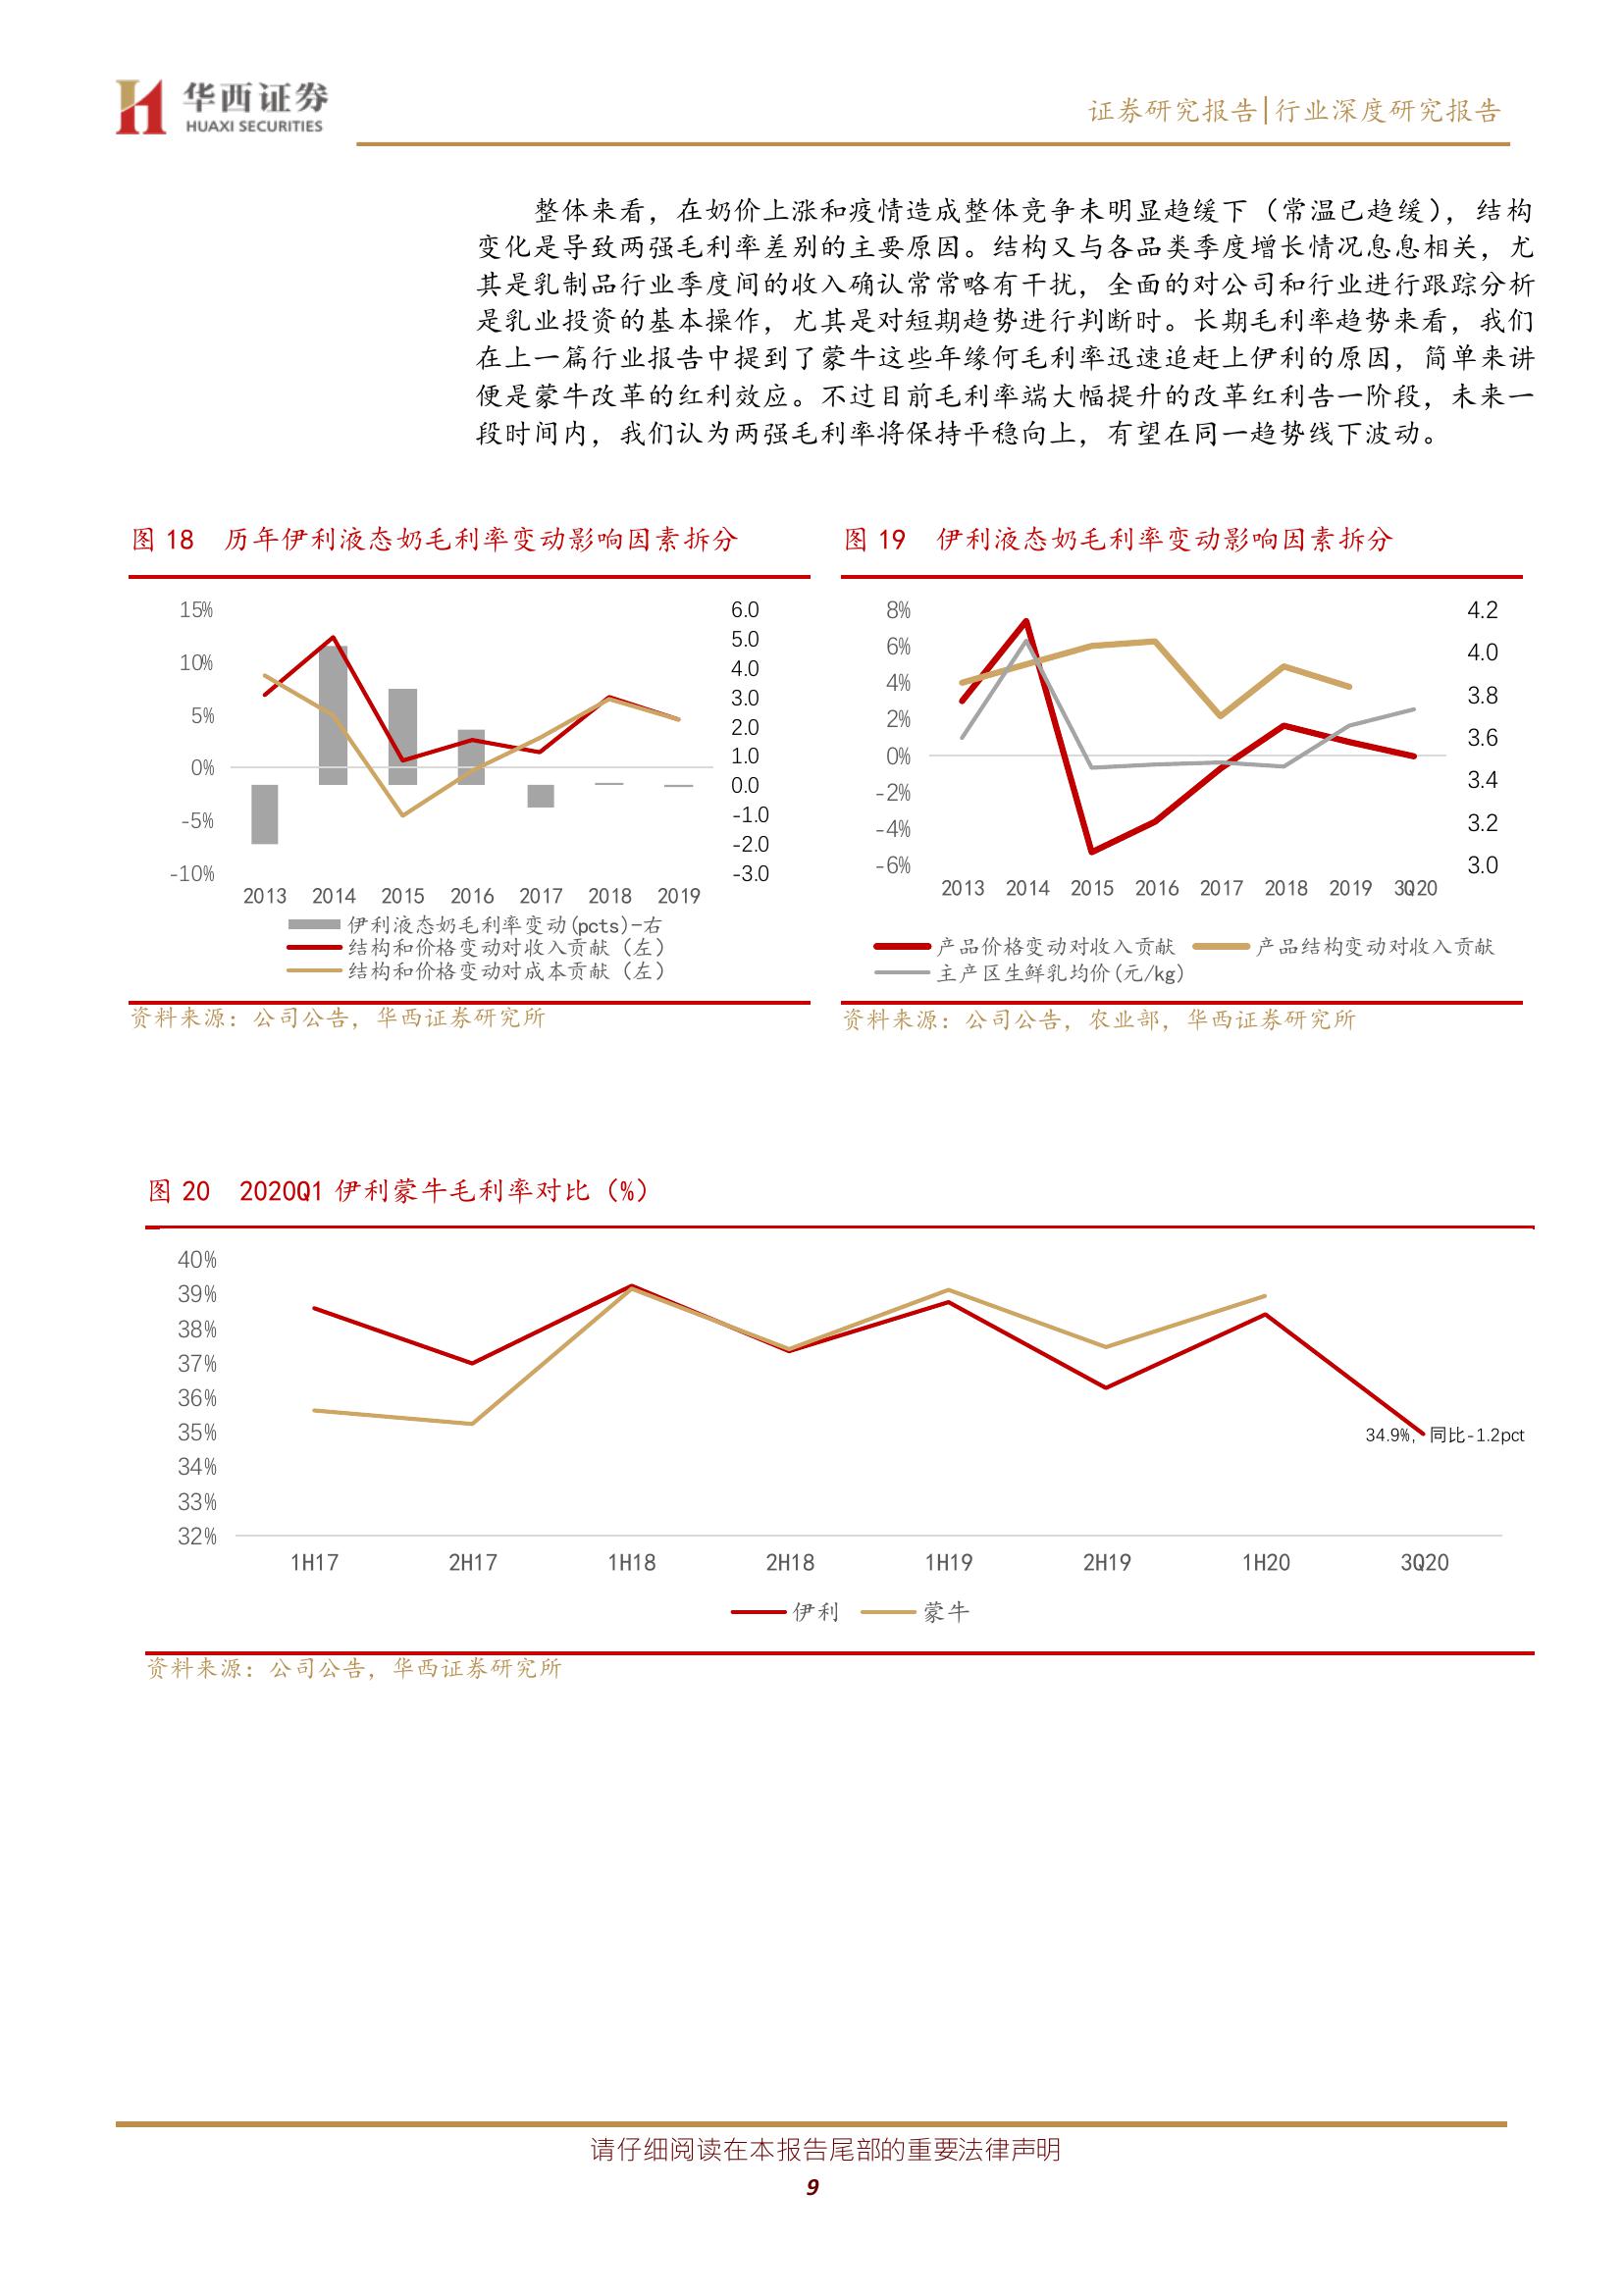 华西证券
HUAXI SECURITIES
证券研究报告|行业深度研究报告
整体来看，在奶价上涨和疫情造成整体竞争未明显趋缓下（常温已趋缓），结构
变化是导致两强毛利率差别的主要原因。结构又与各品类季度增长情况息息相关，尤
其是乳制品行业季度间的收入确认常常略有干扰，全面的对公司和行业进行跟踪分析
是乳业投资的基本操作，尤其是对短期趋势进行判断时。长期毛利率趋势来看，我们
在上一篇行业报告中提到了蒙牛这些年缘何毛利率迅速追赶上伊利的原因，简单来讲
便是蒙牛改革的红利效应。不过目前毛利率端大幅提升的改革红利告一阶段，未来一
段时间内，我们认为两强毛利率将保持平稳向上，有望在同一趋势线下波动。
图 18 历年伊利液态奶毛利率变动影响因素拆分
15%
10%
5%
0%
-5%
-10%
6.0
5.0
4.0
3.0
2.0
1.0
0.0
-1.0
-2.0
-3.0
2013 2014 2015 2016 2017 2018 2019
伊利液态奶毛利率变动(pcts)-右
结构和价格变动对收入贡献（左）
结构和价格变动对成本贡献（左）
资料来源：公司公告，华西证券研究所
图 19 伊利液态奶毛利率变动影响因素拆分
8%
6%
4%
2%
0%
-2%
-4%
-6%
4.2
4.0
3.8
3.6
3.4
3.2
3.0
2013 2014 2015 2016 2017 2018 2019 3Q20
产品价格变动对收入贡献 产品结构变动对收入贡献
主产区生鲜乳均价(元/kg)
资料来源：公司公告，农业部，华西证券研究所
图 20 2020Q1 伊利蒙牛毛利率对比（%）
40%
39%
38%
37%
36%
35%
34%
33%
32%
34.9%，同比-1.2pct
1H17 2H17 1H18 2H18 1H19 2H19 1H20 3Q20
伊利 蒙牛
资料来源：公司公告，华西证券研究所
请仔细阅读在本报告尾部的重要法律声明
9